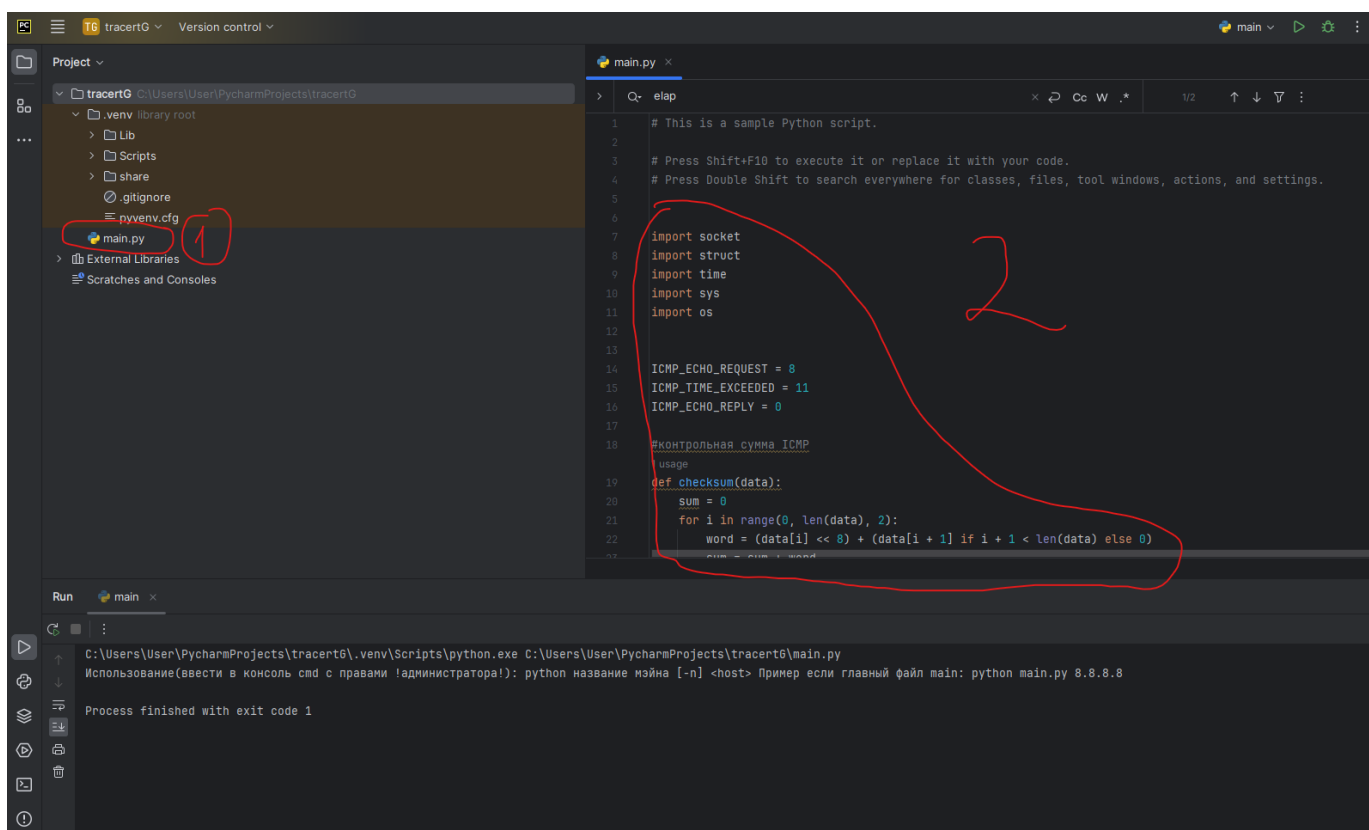 PC
TG tracertG Version control
main
Project
main.py
tracertG C:\Users\User\PycharmProjects\tracertG
.venv library root
Lib
Scripts
share
.gitignore
pyvenv.cfg
main.py
1
External Libraries
Scratches and Consoles
elap
Cc W .* 1/2
1 # This is a sample Python script.
2
3 # Press Shift+F10 to execute it or replace it with your code.
4 # Press Double Shift to search everywhere for classes, files, tool windows, actions, and settings.
5
6
7 import socket
8 import struct
9 import time
10 import sys
11 import os
2
12
13
14 ICMP_ECHO_REQUEST = 8
15 ICMP_TIME_EXCEEDED = 11
16 ICMP_ECHO_REPLY = 0
17
18 #контрольная сумма ICMP
1 usage
19 def checksum(data):
20 sum = 0
21 for i in range(0, len(data), 2):
22 word = (data[i] << 8) + (data[i + 1] if i + 1 < len(data) else 0)
23 sum = sum + word
Run main
C:\Users\User\PycharmProjects\tracertG\.venv\Scripts\python.exe C:\Users\User\PycharmProjects\tracertG\main.py
Использование(ввести в консоль cmd с правами !администратора!): python название мэйна [-n] <host> Пример если главный файл main: python main.py 8.8.8.8
Process finished with exit code 1